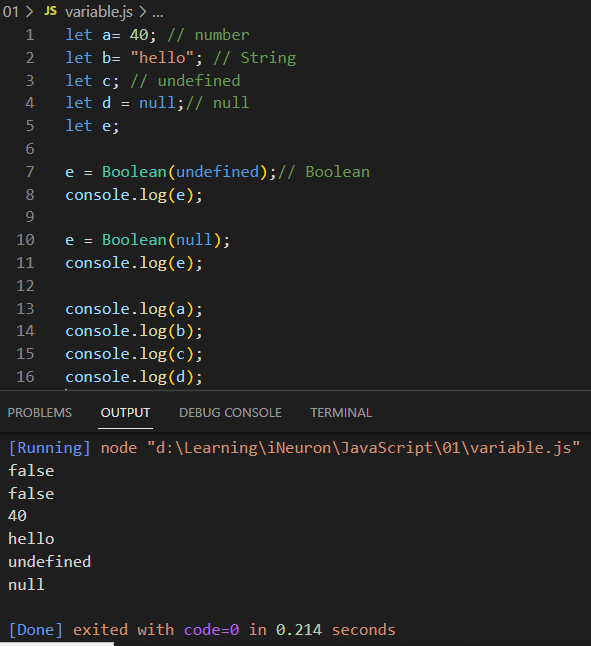 01 > JS variable.js > ...
1 let a= 40; // number
2 let b= "hello"; // String
3 let c; // undefined
4 let d = null;// null
5 let e;
6
7 e = Boolean(undefined);// Boolean
8 console.log(e);
9
10 e = Boolean(null);
11 console.log(e);
12
13 console.log(a);
14 console.log(b);
15 console.log(c);
16 console.log(d);
PROBLEMS OUTPUT DEBUG CONSOLE TERMINAL
[Running] node "d:\Learning\iNeuron\JavaScript\01\variable.js"
false
false
40
hello
undefined
null
[Done] exited with code=0 in 0.214 seconds